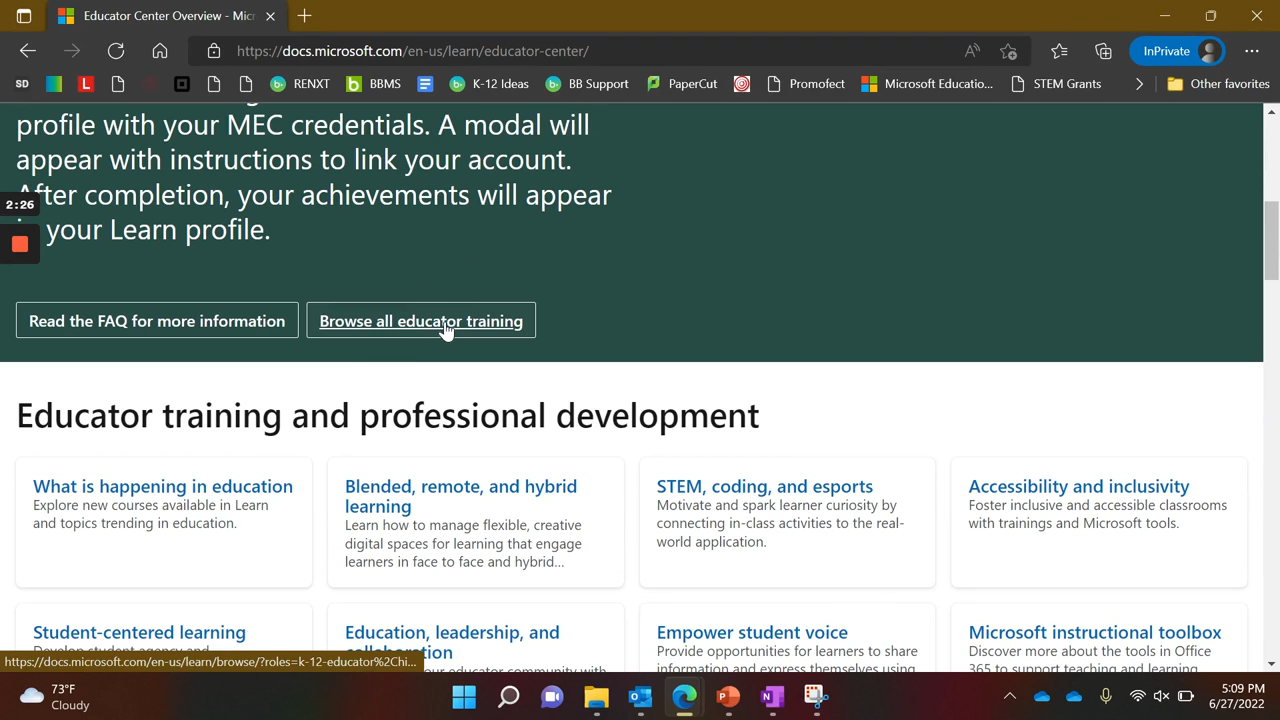 Educator Center Overview - Mic
https://docs.microsoft.com/en-us/learn/educator-center/
InPrivate
SD
L
RENXT
BBMS
K-12 Ideas
BB Support
PaperCut
Promofect
Microsoft Educatio...
STEM Grants
Other favorites
profile with your MEC credentials. A modal will
appear with instructions to link your account.
After completion, your achievements will appear
your Learn profile.
2:26
Read the FAQ for more information
Browse all educator training
Educator training and professional development
What is happening in education
Explore new courses available in Learn
and topics trending in education.
Blended, remote, and hybrid
learning
Learn how to manage flexible, creative
digital spaces for learning that engage
learners in face to face and hybrid...
STEM, coding, and esports
Motivate and spark learner curiosity by
connecting in-class activities to the real-
world application.
Accessibility and inclusivity
Foster inclusive and accessible classrooms
with trainings and Microsoft tools.
Student-centered learning
Education, leadership, and
Empower student voice
Provide opportunities for learners to share
information and express themselves using
Microsoft instructional toolbox
Discover more about the tools in Office
365 to support teaching and learning
https://docs.microsoft.com/en-us/learn/browse/?roles=k-12-educator%2Chi...
73°F
Cloudy
5:09 PM
6/27/2022